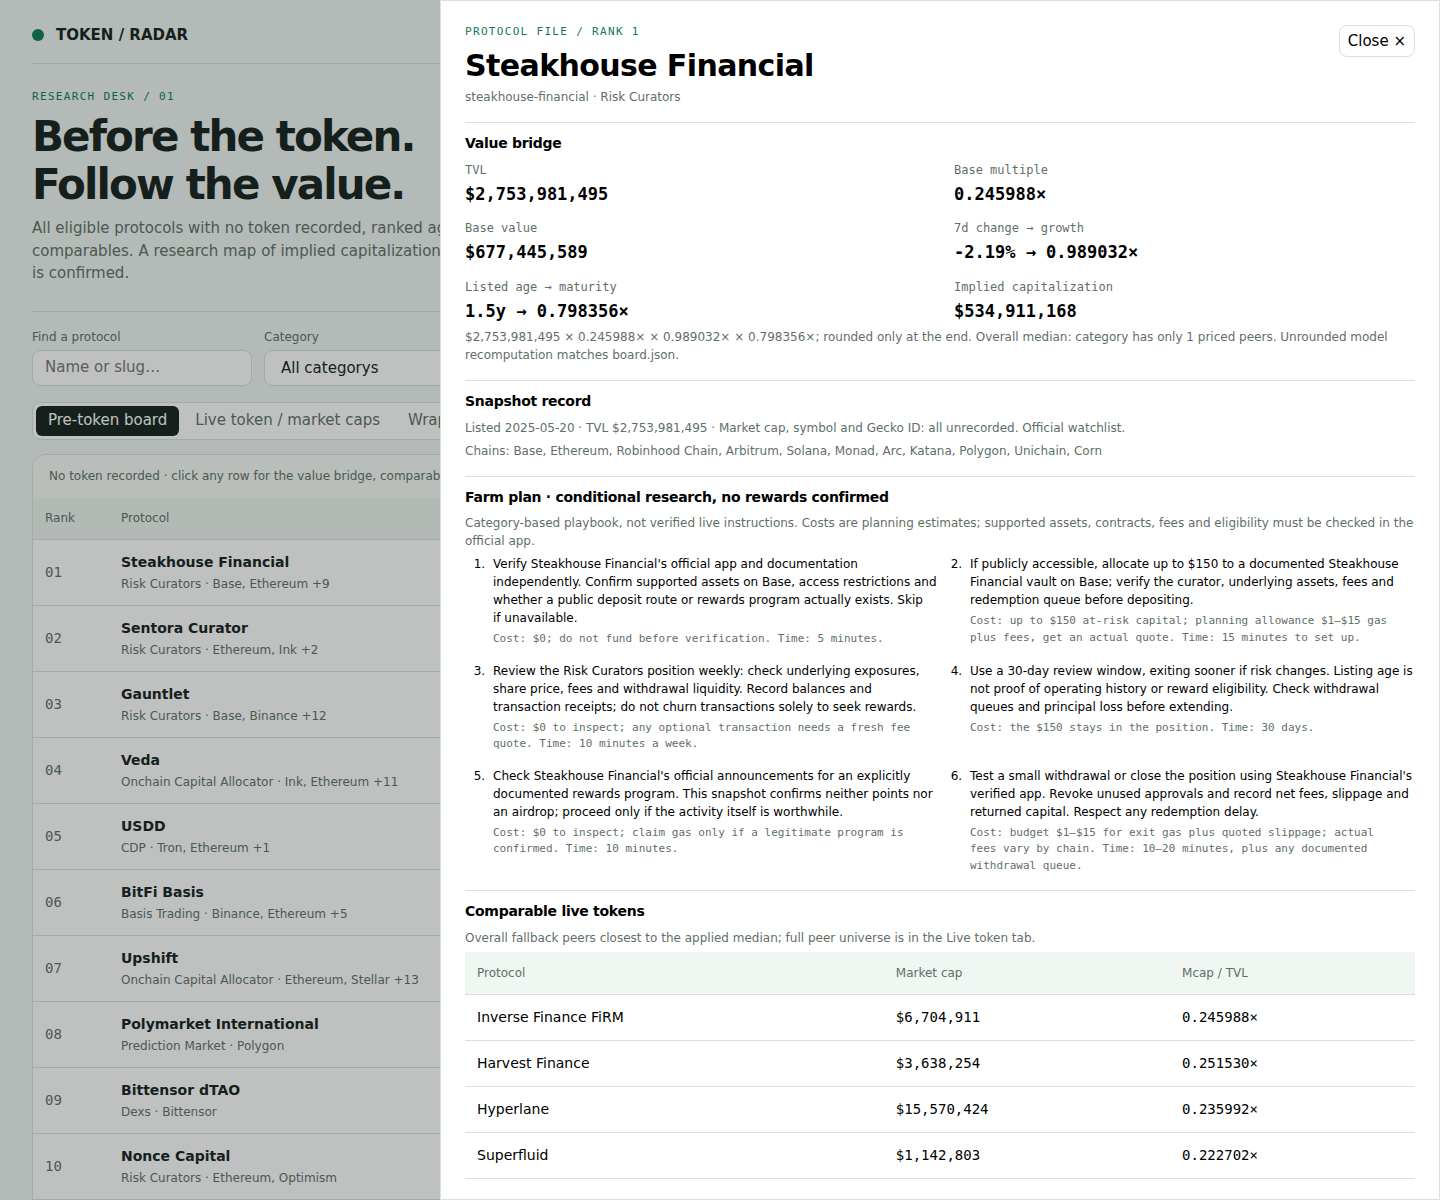 TOKEN / RADAR
RESEARCH DESK / 01
Before the token.
Follow the value.
All eligible protocols with no token recorded, ranked ag
comparables. A research map of implied capitalization
is confirmed.
Find a protocol
Category
Name or slug...
All categorys
Pre-token board
Live token / market caps
Wrap
No token recorded · click any row for the value bridge, comparab
Rank
Protocol
01
Steakhouse Financial
Risk Curators · Base, Ethereum +9
02
Sentora Curator
Risk Curators · Ethereum, Ink +2
03
Gauntlet
Risk Curators · Base, Binance +12
04
Veda
Onchain Capital Allocator · Ink, Ethereum +11
05
USDD
CDP · Tron, Ethereum +1
06
BitFi Basis
Basis Trading · Binance, Ethereum +5
07
Upshift
Onchain Capital Allocator · Ethereum, Stellar +13
08
Polymarket International
Prediction Market · Polygon
09
Bittensor dTAO
Dexs · Bittensor
10
Nonce Capital
Risk Curators · Ethereum, Optimism
PROTOCOL FILE / RANK 1
Close ×
Steakhouse Financial
steakhouse-financial · Risk Curators
Value bridge
TVL
$2,753,981,495
Base multiple
0.245988×
Base value
$677,445,589
7d change → growth
-2.19% → 0.989032×
Listed age → maturity
1.5y → 0.798356×
Implied capitalization
$534,911,168
$2,753,981,495 × 0.245988× × 0.989032× × 0.798356×; rounded only at the end. Overall median: category has only 1 priced peers. Unrounded model
recomputation matches board.json.
Snapshot record
Listed 2025-05-20 · TVL $2,753,981,495 · Market cap, symbol and Gecko ID: all unrecorded. Official watchlist.
Chains: Base, Ethereum, Robinhood Chain, Arbitrum, Solana, Monad, Arc, Katana, Polygon, Unichain, Corn
Farm plan · conditional research, no rewards confirmed
Category-based playbook, not verified live instructions. Costs are planning estimates; supported assets, contracts, fees and eligibility must be checked in the
official app.
1. Verify Steakhouse Financial's official app and documentation
independently. Confirm supported assets on Base, access restrictions and
whether a public deposit route or rewards program actually exists. Skip
if unavailable.
Cost: $0; do not fund before verification. Time: 5 minutes.
2. If publicly accessible, allocate up to $150 to a documented Steakhouse
Financial vault on Base; verify the curator, underlying assets, fees and
redemption queue before depositing.
Cost: up to $150 at-risk capital; planning allowance $1–$15 gas
plus fees, get an actual quote. Time: 15 minutes to set up.
3. Review the Risk Curators position weekly: check underlying exposures,
share price, fees and withdrawal liquidity. Record balances and
transaction receipts; do not churn transactions solely to seek rewards.
Cost: $0 to inspect; any optional transaction needs a fresh fee
quote. Time: 10 minutes a week.
4. Use a 30-day review window, exiting sooner if risk changes. Listing age is
not proof of operating history or reward eligibility. Check withdrawal
queues and principal loss before extending.
Cost: the $150 stays in the position. Time: 30 days.
5. Check Steakhouse Financial's official announcements for an explicitly
documented rewards program. This snapshot confirms neither points nor
an airdrop; proceed only if the activity itself is worthwhile.
Cost: $0 to inspect; claim gas only if a legitimate program is
confirmed. Time: 10 minutes.
6. Test a small withdrawal or close the position using Steakhouse Financial's
verified app. Revoke unused approvals and record net fees, slippage and
returned capital. Respect any redemption delay.
Cost: budget $1–$15 for exit gas plus quoted slippage; actual
fees vary by chain. Time: 10–20 minutes, plus any documented
withdrawal queue.
Comparable live tokens
Overall fallback peers closest to the applied median; full peer universe is in the Live token tab.
Protocol
Market cap
Mcap / TVL
Inverse Finance FiRM
$6,704,911
0.245988×
Harvest Finance
$3,638,254
0.251530×
Hyperlane
$15,570,424
0.235992×
Superfluid
$1,142,803
0.222702×